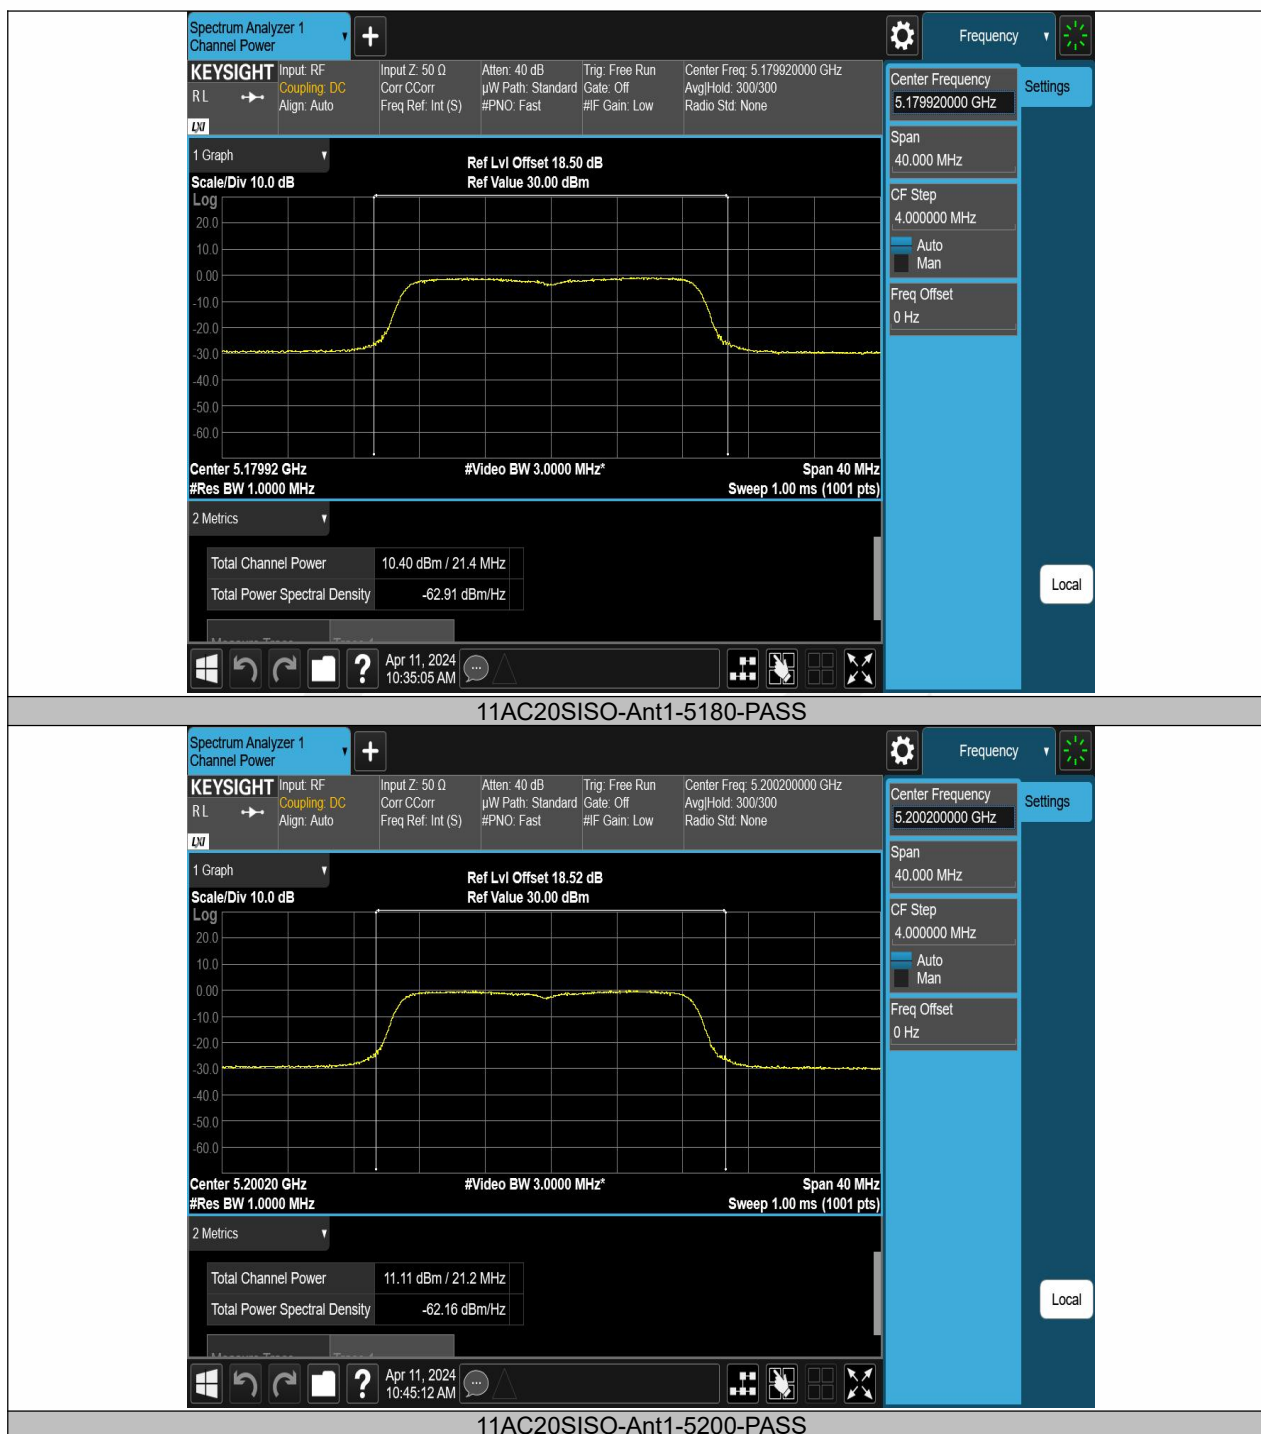 Spectrum Analyzer 1
Channel Power
+
Frequency
KEYSIGHT
RL
LXI
Input: RF
Coupling: DC
Align: Auto
Input Z: 50 Ω
Corr CCorr
Freq Ref: Int (S)
Atten: 40 dB
µW Path: Standard
#PNO: Fast
Trig: Free Run
Gate: Off
#IF Gain: Low
Center Freq: 5.179920000 GHz
Avg|Hold: 300/300
Radio Std: None
Center Frequency
5.179920000 GHz
Settings
Span
40.000 MHz
CF Step
4.000000 MHz
Auto
Man
Freq Offset
0 Hz
Local
1 Graph
Scale/Div 10.0 dB
Ref Lvl Offset 18.50 dB
Ref Value 30.00 dBm
Log
20.0
10.0
0.00
-10.0
-20.0
-30.0
-40.0
-50.0
-60.0
Center 5.17992 GHz
#Video BW 3.0000 MHz*
Span 40 MHz
#Res BW 1.0000 MHz
Sweep 1.00 ms (1001 pts)
2 Metrics
Total Channel Power 10.40 dBm / 21.4 MHz
Total Power Spectral Density -62.91 dBm/Hz
?
Apr 11, 2024
10:35:05 AM
11AC20SISO-Ant1-5180-PASS
Spectrum Analyzer 1
Channel Power
+
Frequency
KEYSIGHT
RL
LXI
Input: RF
Coupling: DC
Align: Auto
Input Z: 50 Ω
Corr CCorr
Freq Ref: Int (S)
Atten: 40 dB
µW Path: Standard
#PNO: Fast
Trig: Free Run
Gate: Off
#IF Gain: Low
Center Freq: 5.200200000 GHz
Avg|Hold: 300/300
Radio Std: None
Center Frequency
5.200200000 GHz
Settings
Span
40.000 MHz
CF Step
4.000000 MHz
Auto
Man
Freq Offset
0 Hz
Local
1 Graph
Scale/Div 10.0 dB
Ref Lvl Offset 18.52 dB
Ref Value 30.00 dBm
Log
20.0
10.0
0.00
-10.0
-20.0
-30.0
-40.0
-50.0
-60.0
Center 5.20020 GHz
#Video BW 3.0000 MHz*
Span 40 MHz
#Res BW 1.0000 MHz
Sweep 1.00 ms (1001 pts)
2 Metrics
Total Channel Power 11.11 dBm / 21.2 MHz
Total Power Spectral Density -62.16 dBm/Hz
?
Apr 11, 2024
10:45:12 AM
11AC20SISO-Ant1-5200-PASS